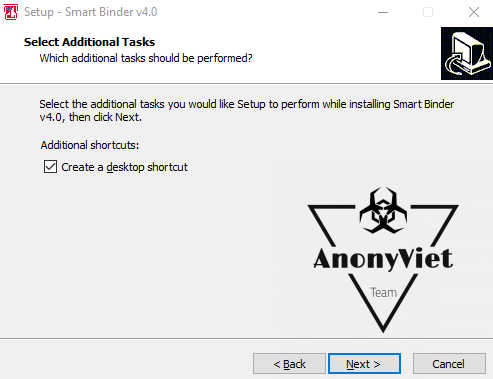 Setup - Smart Binder v4.0
Select Additional Tasks
Which additional tasks should be performed?
Select the additional tasks you would like Setup to perform while installing Smart Binder
v4.0, then click Next.
Additional shortcuts:
Create a desktop shortcut
AnonyViet
Team
< Back
Next >
Cancel